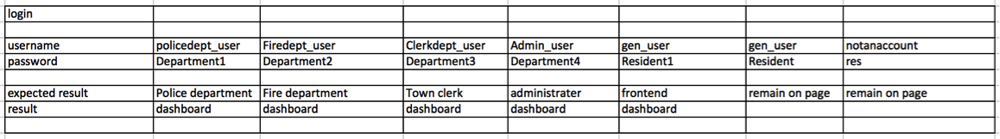 login
username policedept_user Firedept_user Clerkdept_user Admin_user gen_user gen_user notanaccount
password Department1 Department2 Department3 Department4 Resident1 Resident res
expected result Police department Fire department Town clerk administrater frontend remain on page remain on page
result dashboard dashboard dashboard dashboard dashboard